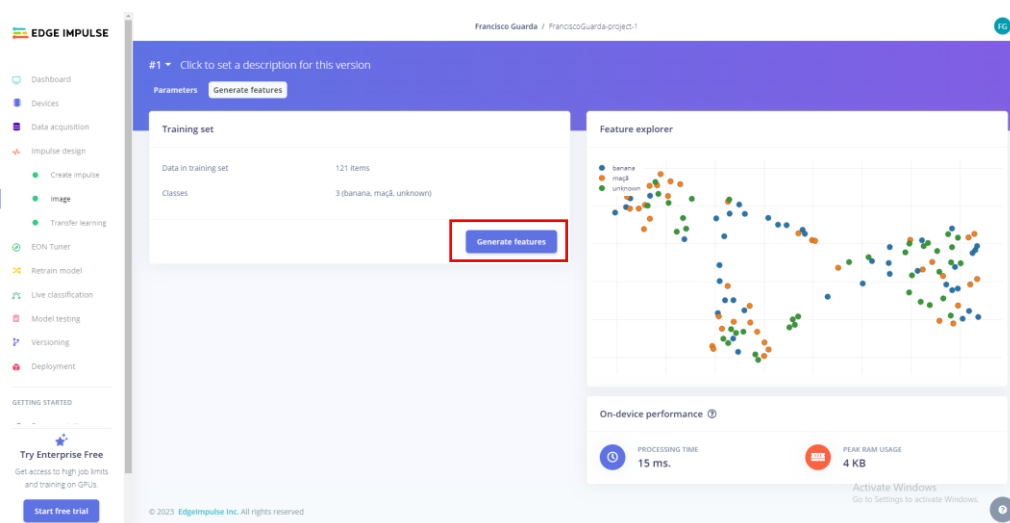 EDGE IMPULSE
Francisco Guarda / FranciscoGuarda-project-1
FG
#1 Click to set a description for this version
Parameters Generate features
Dashboard
Devices
Data acquisition
Impulse design
Create impulse
Image
Transfer learning
EON Tuner
Retrain model
Live classification
Model testing
Versioning
Deployment
GETTING STARTED
Try Enterprise Free
Get access to high job limits
and training on GPUs.
Start free trial
Training set
Data in training set 121 items
Classes 3 (banana, maçã, unknown)
Generate features
Feature explorer
banana
maçã
unknown
On-device performance ?
PROCESSING TIME
15 ms.
PEAK RAM USAGE
4 KB
Activate Windows
Go to Settings to activate Windows.
?
© 2023 EdgeImpulse Inc. All rights reserved